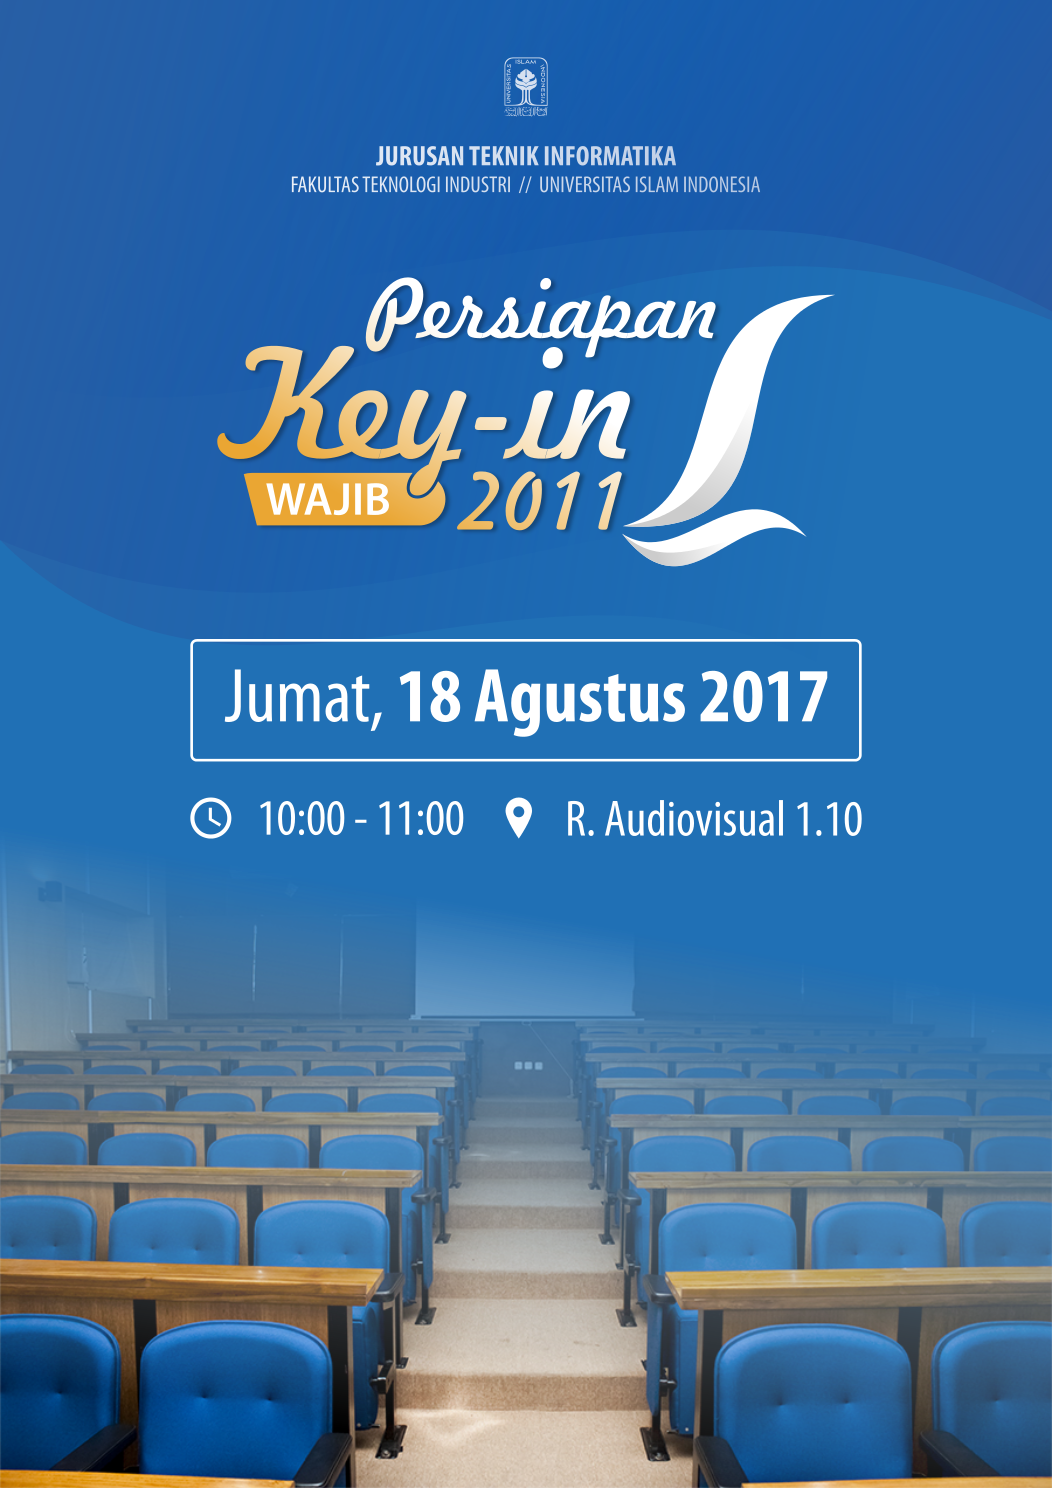 UNIVERSITAS ISLAM INDONESIA
JURUSAN TEKNIK INFORMATIKA
FAKULTAS TEKNOLOGI INDUSTRI // UNIVERSITAS ISLAM INDONESIA
Persiapan
Key-in
WAJIB 2011
L
Jumat, 18 Agustus 2017
10:00 - 11:00 R. Audiovisual 1.10